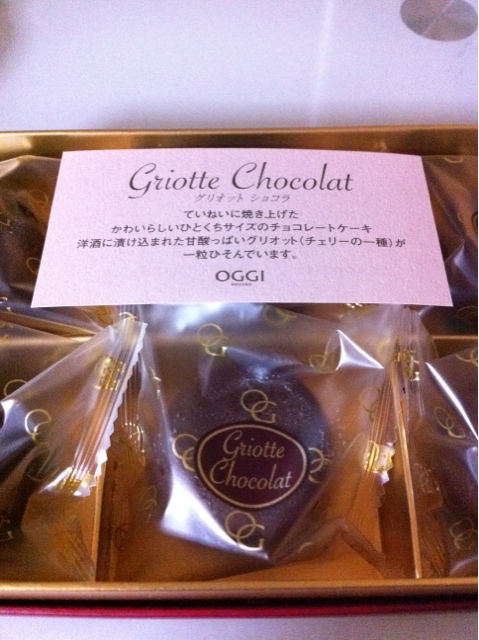 Griotte Chocolat
グリオット ショコラ
ていねいに焼き上げた
かわいらしいひとくちサイズのチョコレートケーキ
洋酒に漬け込まれた甘酸っぱいグリオット(チェリーの一種)が
一粒ひそんでいます。
OGGI
OG
Griotte
Chocolat
OG